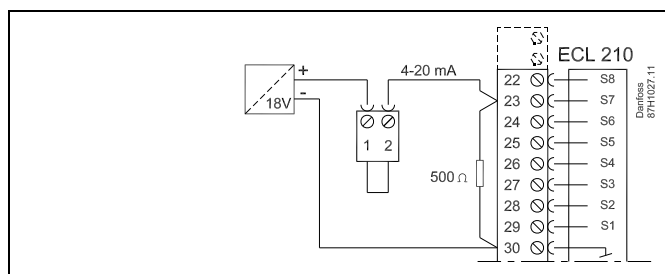 ECL 210
+
4-20 mA
-
18V
1 2
500 Ω
22 S8
23 S7
24 S6
25 S5
26 S4
27 S3
28 S2
29 S1
30
Danfoss
87H1027.11